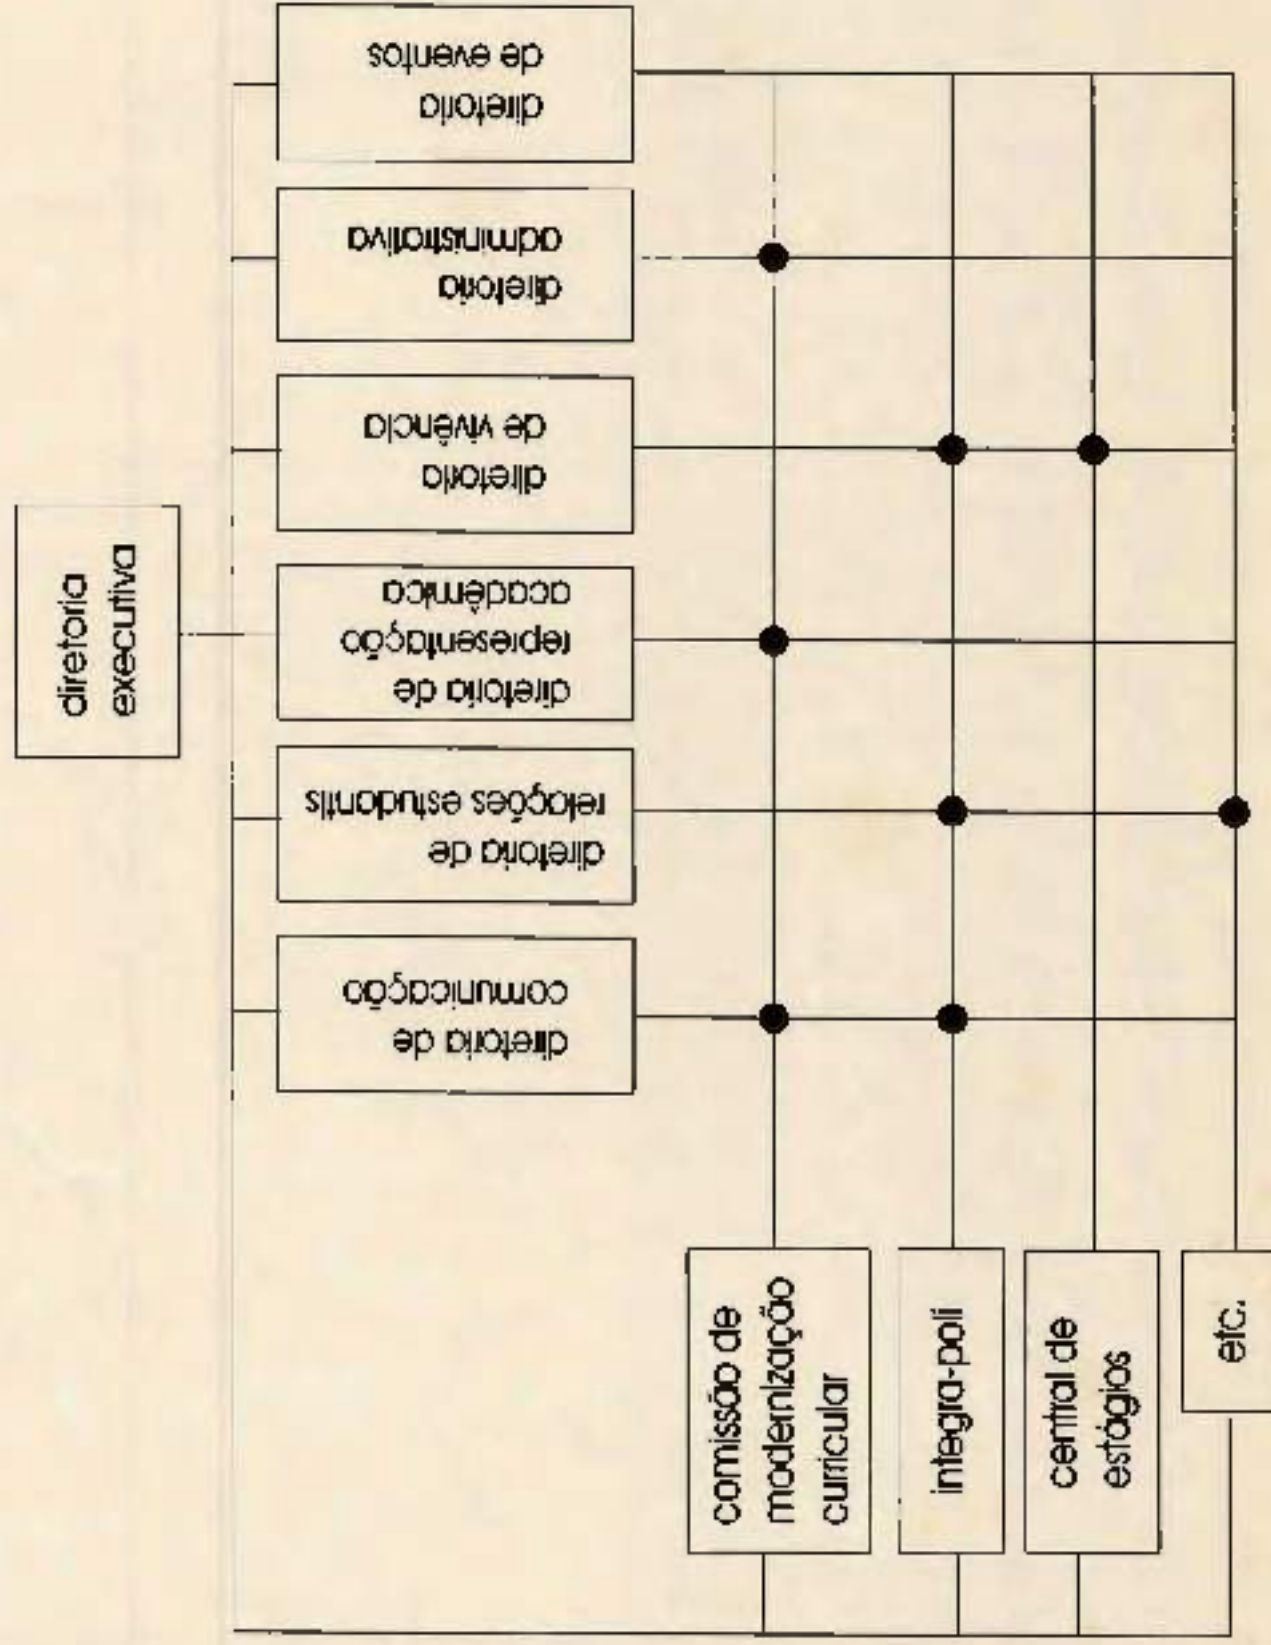 diretoria
executiva
diretoria de
comunicação
diretoria de
relações estudantis
diretoria de
representação
acadêmica
diretoria
de vivência
diretoria
administrativa
diretoria
de eventos
comissão de
modernização
curricular
integra-poli
central de
estágios
etc.